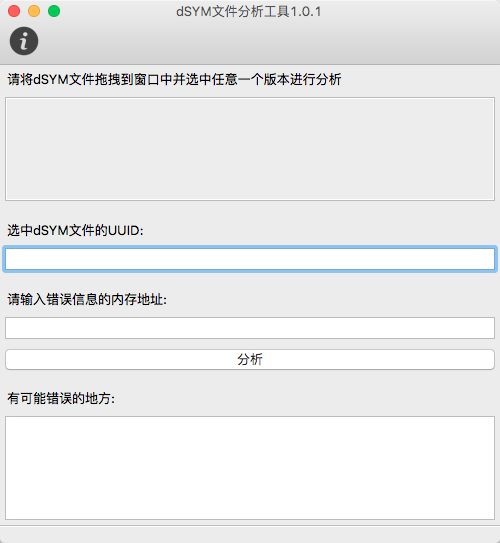 dSYM文件分析工具1.0.1
请将dSYM文件拖拽到窗口中并选中任意一个版本进行分析
选中dSYM文件的UUID:
请输入错误信息的内存地址:
分析
有可能错误的地方: